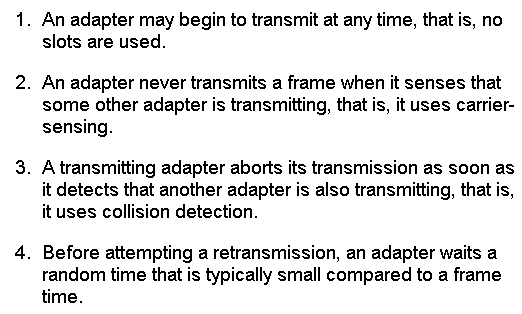 1. An adapter may begin to transmit at any time, that is, no
slots are used.
2. An adapter never transmits a frame when it senses that
some other adapter is transmitting, that is, it uses carrier-
sensing.
3. A transmitting adapter aborts its transmission as soon as
it detects that another adapter is also transmitting, that is,
it uses collision detection.
4. Before attempting a retransmission, an adapter waits a
random time that is typically small compared to a frame
time.